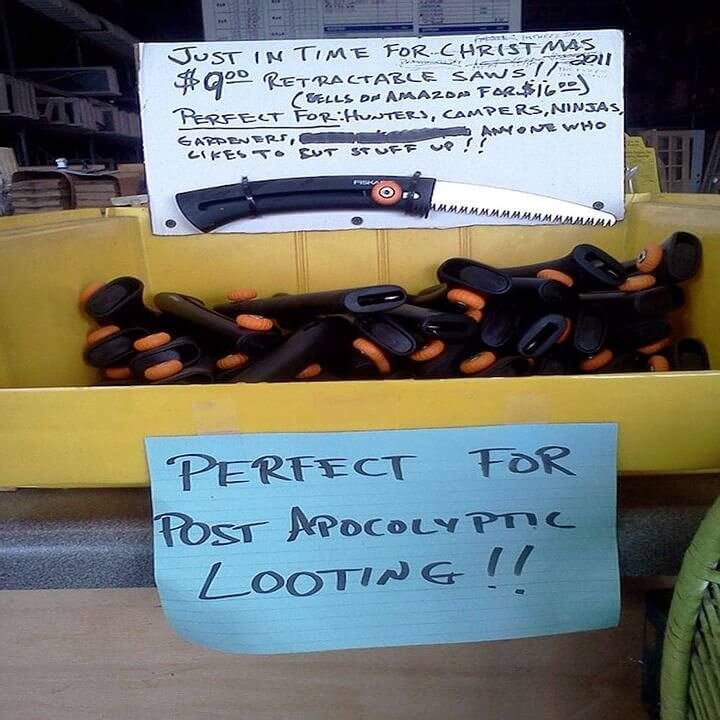 JUST IN TIME FOR CHRISTMAS
2011
$9.00 RETRACTABLE SAWS!!
(SELLS ON AMAZON FOR $16.00)
PERFECT FOR: HUNTERS, CAMPERS, NINJAS,
GARDENERS, ANYONE WHO
LIKES TO CUT STUFF UP!!
FISKARS
PERFECT FOR
POST APOCOLYPTIC
LOOTING!!